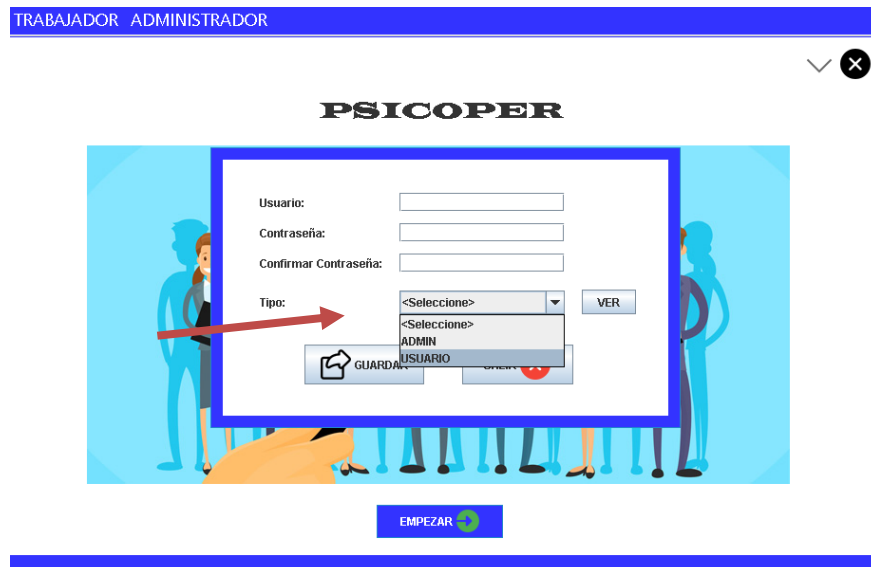 TRABAJADOR ADMINISTRADOR
PSICOPER
Usuario:
Contraseña:
Confirmar Contraseña:
Tipo: <Seleccione> VER
<Seleccione>
ADMIN
USUARIO
GUARDAR
EMPEZAR